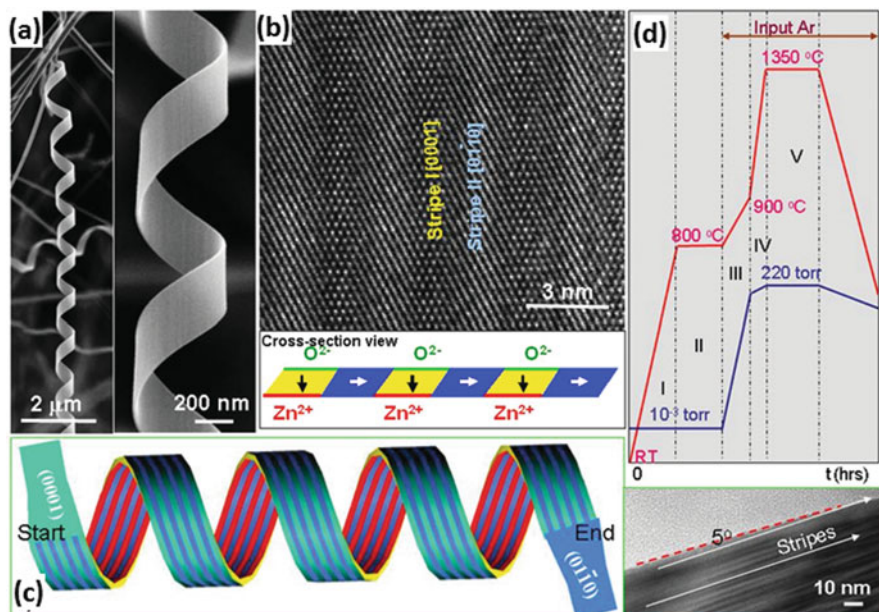 (a)
2 μm
200 nm
(b)
Stripe I [0001]
Stripe II [01-10]
3 nm
Cross-section view
O²⁻ O²⁻ O²⁻
Zn²⁺ Zn²⁺ Zn²⁺
(c)
(0001)
Start
End
(011̄0)
(d)
Input Ar
1350 °C
V
900 °C
800 °C
IV
III
220 torr
II
I
10⁻³ torr
RT
0 t (hrs)
5°
Stripes
10 nm